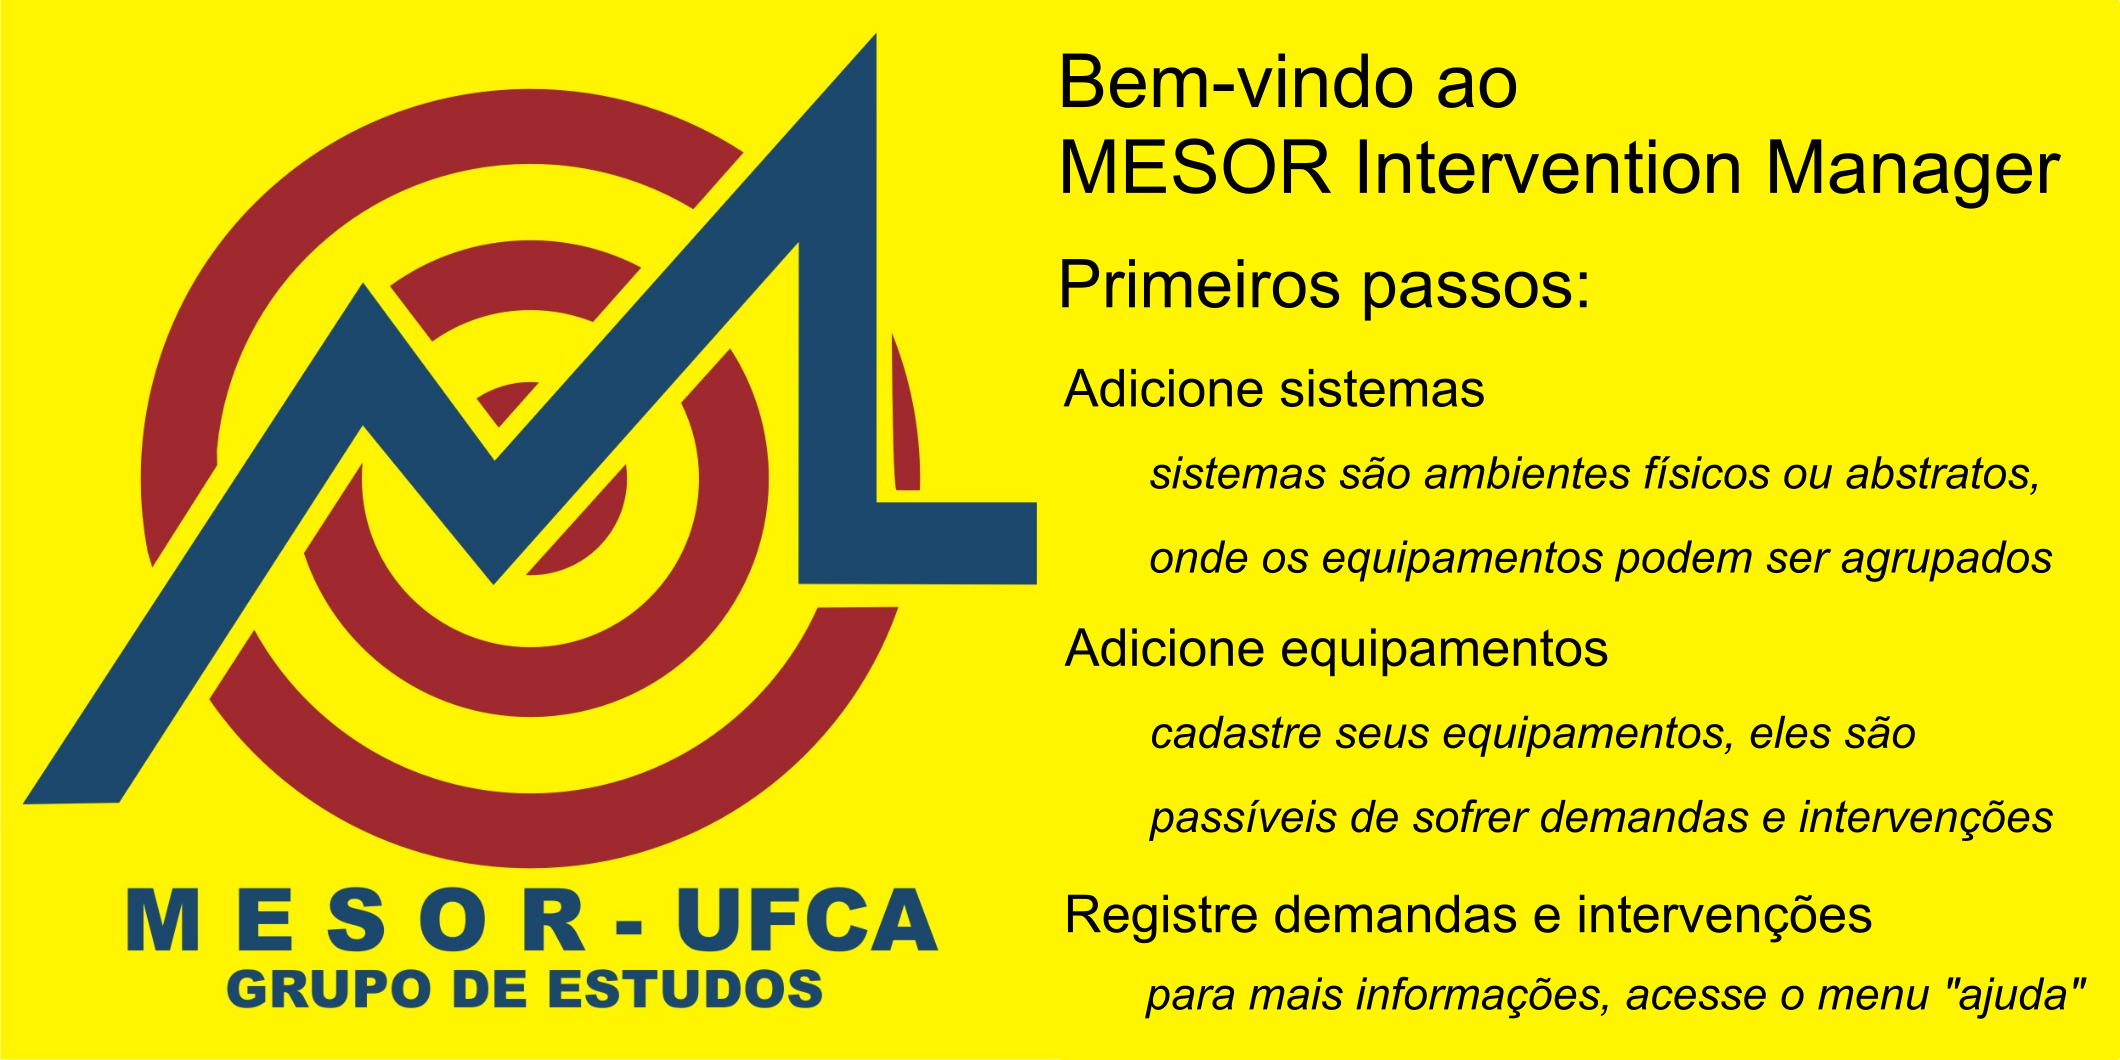 Bem-vindo ao
MESOR Intervention Manager
Primeiros passos:
Adicione sistemas
sistemas são ambientes físicos ou abstratos,
onde os equipamentos podem ser agrupados
Adicione equipamentos
cadastre seus equipamentos, eles são
passíveis de sofrer demandas e intervenções
Registre demandas e intervenções
para mais informações, acesse o menu "ajuda"
M E S O R - UFCA
GRUPO DE ESTUDOS